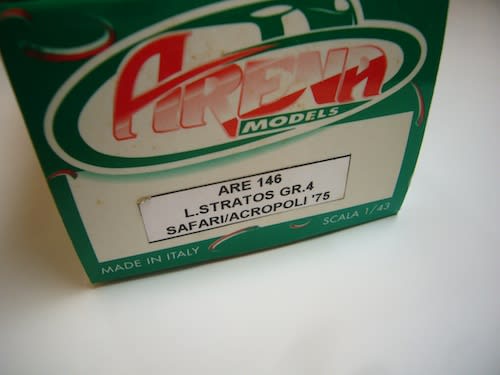 ARENA
MODELS
ARE 146
L.STRATOS GR.4
SAFARI/ACROPOLI '75
MADE IN ITALY
SCALA 1/43